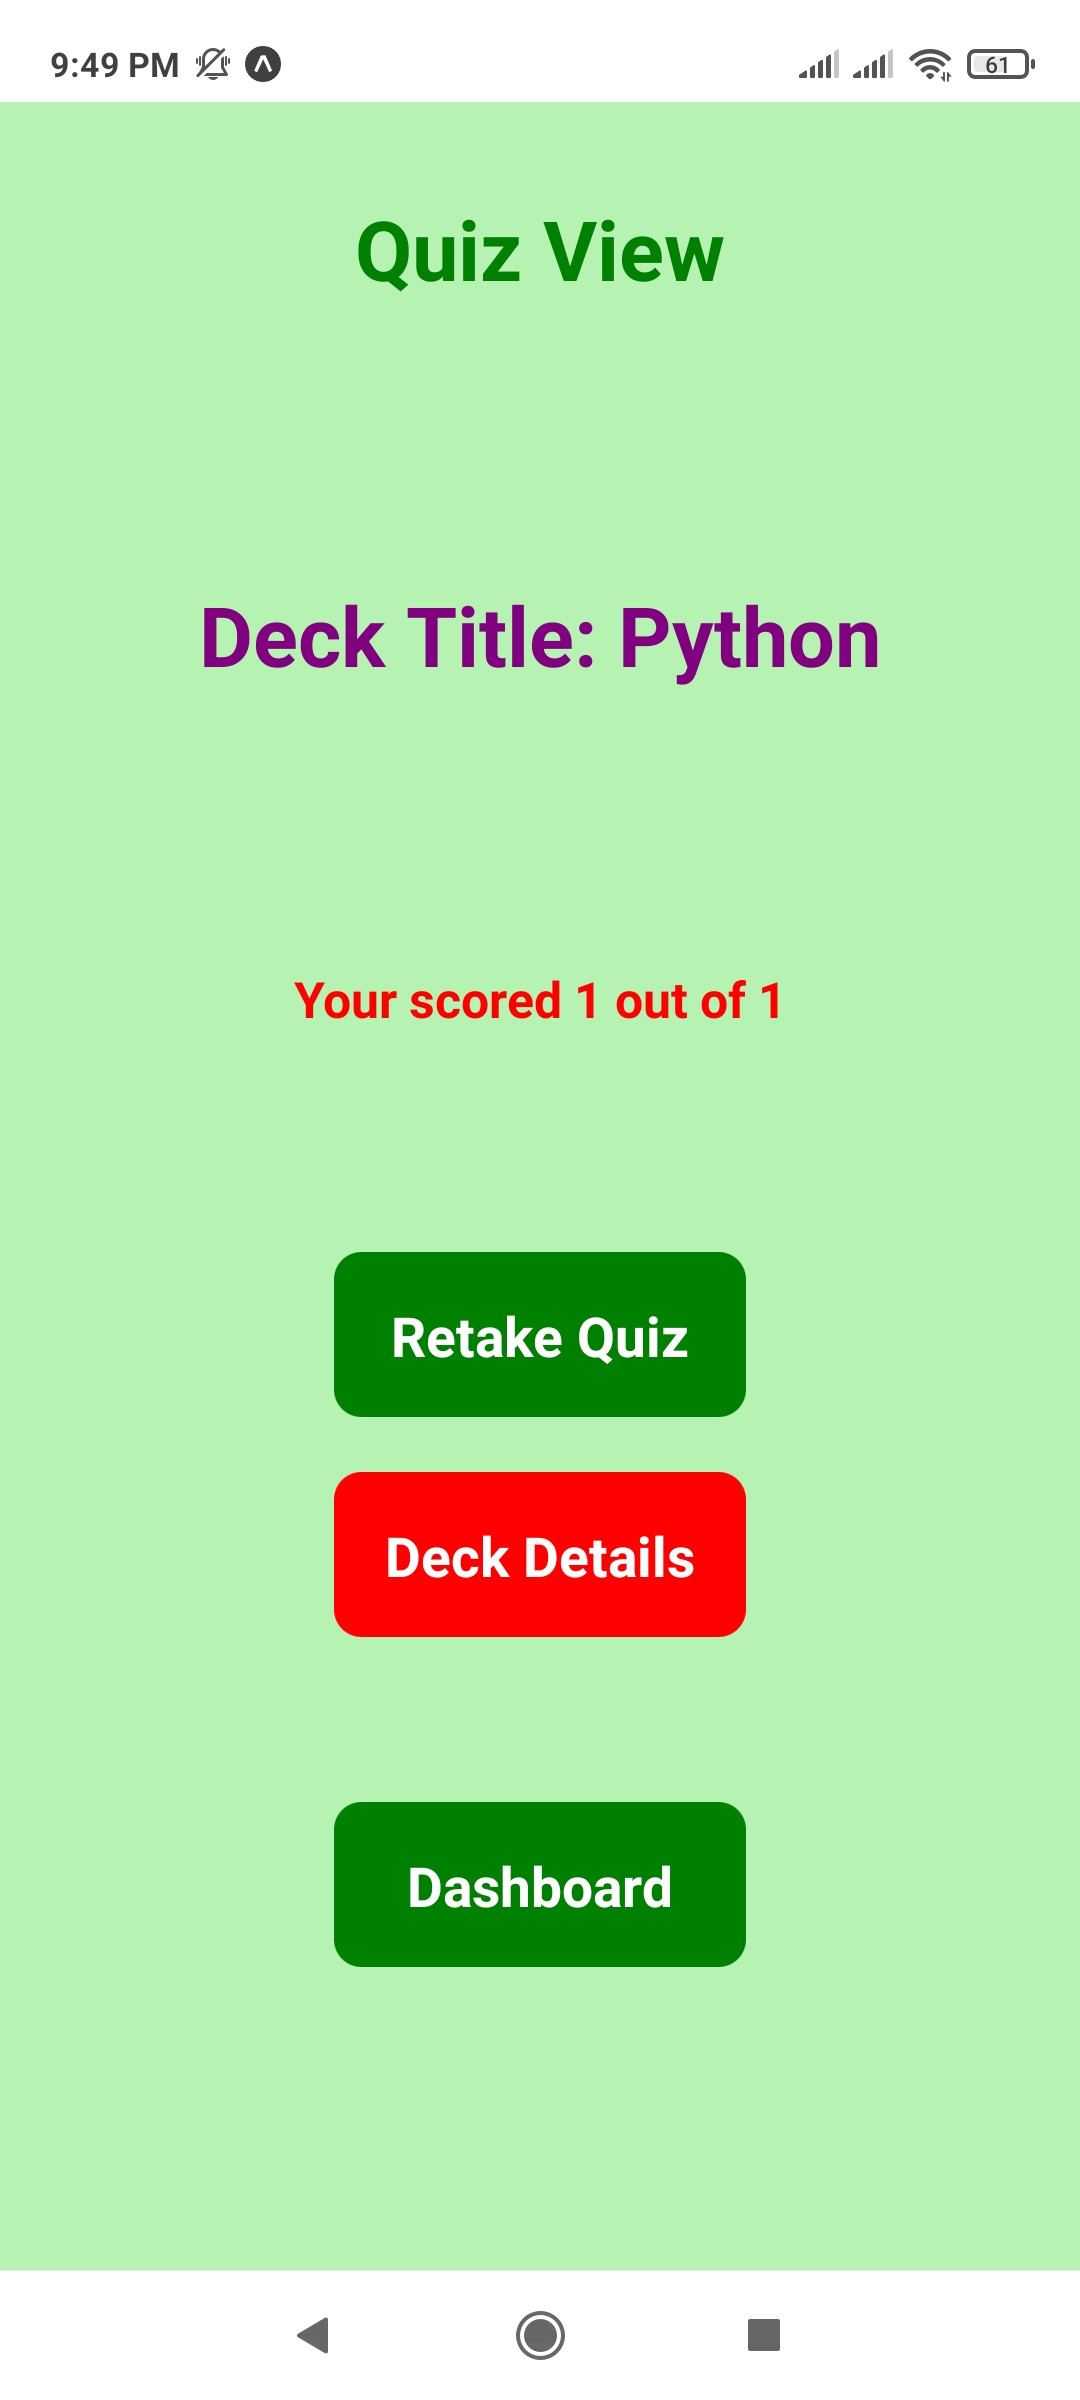 9:49 PM
61
Quiz View
Deck Title: Python
Your scored 1 out of 1
Retake Quiz
Deck Details
Dashboard